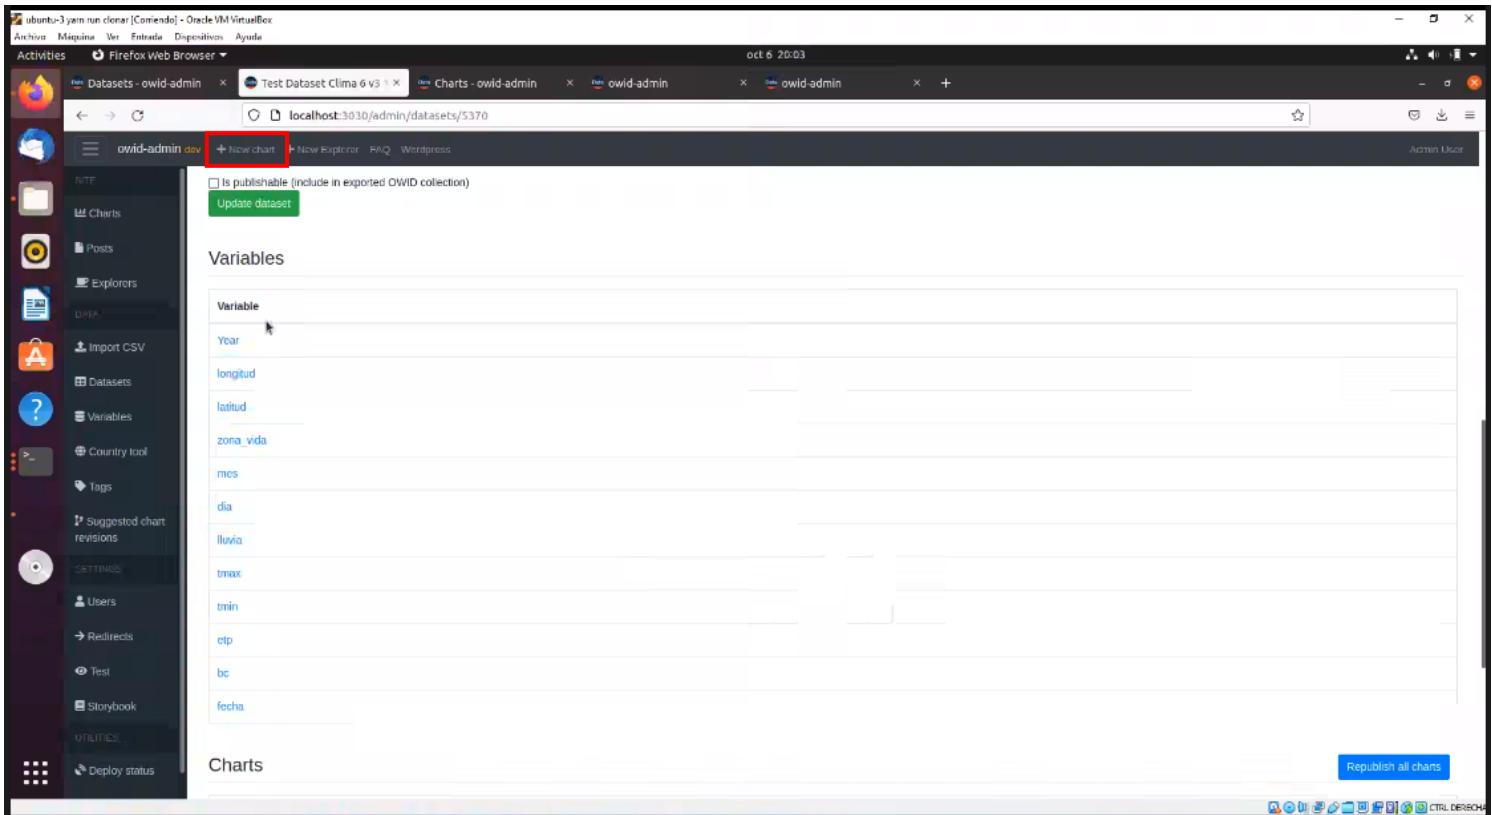 ubuntu-3 yarn run clonar [Corriendo] - Oracle VM VirtualBox
Archivo Máquina Ver Entrada Dispositivos Ayuda
Activities Firefox Web Browser oct 6 20:03
Datasets - owid-admin × Test Dataset Clima 6 v3 × Charts - owid-admin × owid-admin × owid-admin × +
localhost:3030/admin/datasets/5370
owid-admin dev + New chart + New Explorer FAQ Wordpress Admin User
SITE
Is publishable (include in exported OWID collection)
Update dataset
Charts
Posts
Explorers
DATA
Import CSV
Datasets
Variables
Country tool
Tags
Suggested chart
revisions
SETTINGS
Users
Redirects
Test
Storybook
UTILITIES
Deploy status
Variables
Variable
Year
longitud
latitud
zona_vida
mes
dia
lluvia
tmax
tmin
etp
bc
fecha
Charts Republish all charts
CTRL DERECHA